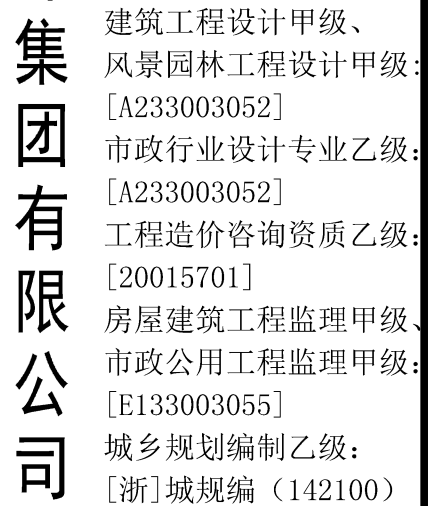 集团有限公司
建筑工程设计甲级、
风景园林工程设计甲级:
[A233003052]
市政行业设计专业乙级:
[A233003052]
工程造价咨询资质乙级:
[20015701]
房屋建筑工程监理甲级、
市政公用工程监理甲级:
[E133003055]
城乡规划编制乙级:
[浙]城规编（142100）